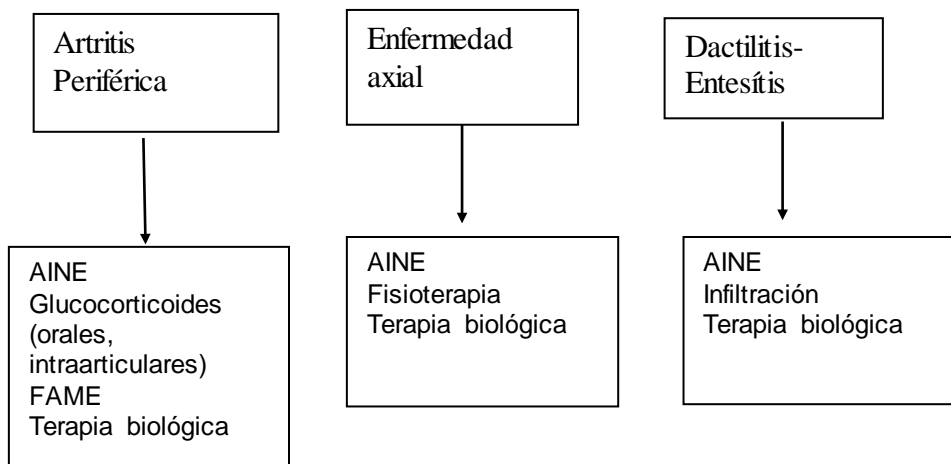 Artritis
Periférica
Enfermedad
axial
Dactilitis-
Entesítis
AINE
Glucocorticoides
(orales,
intraarticulares)
FAME
Terapia biológica
AINE
Fisioterapia
Terapia biológica
AINE
Infiltración
Terapia biológica